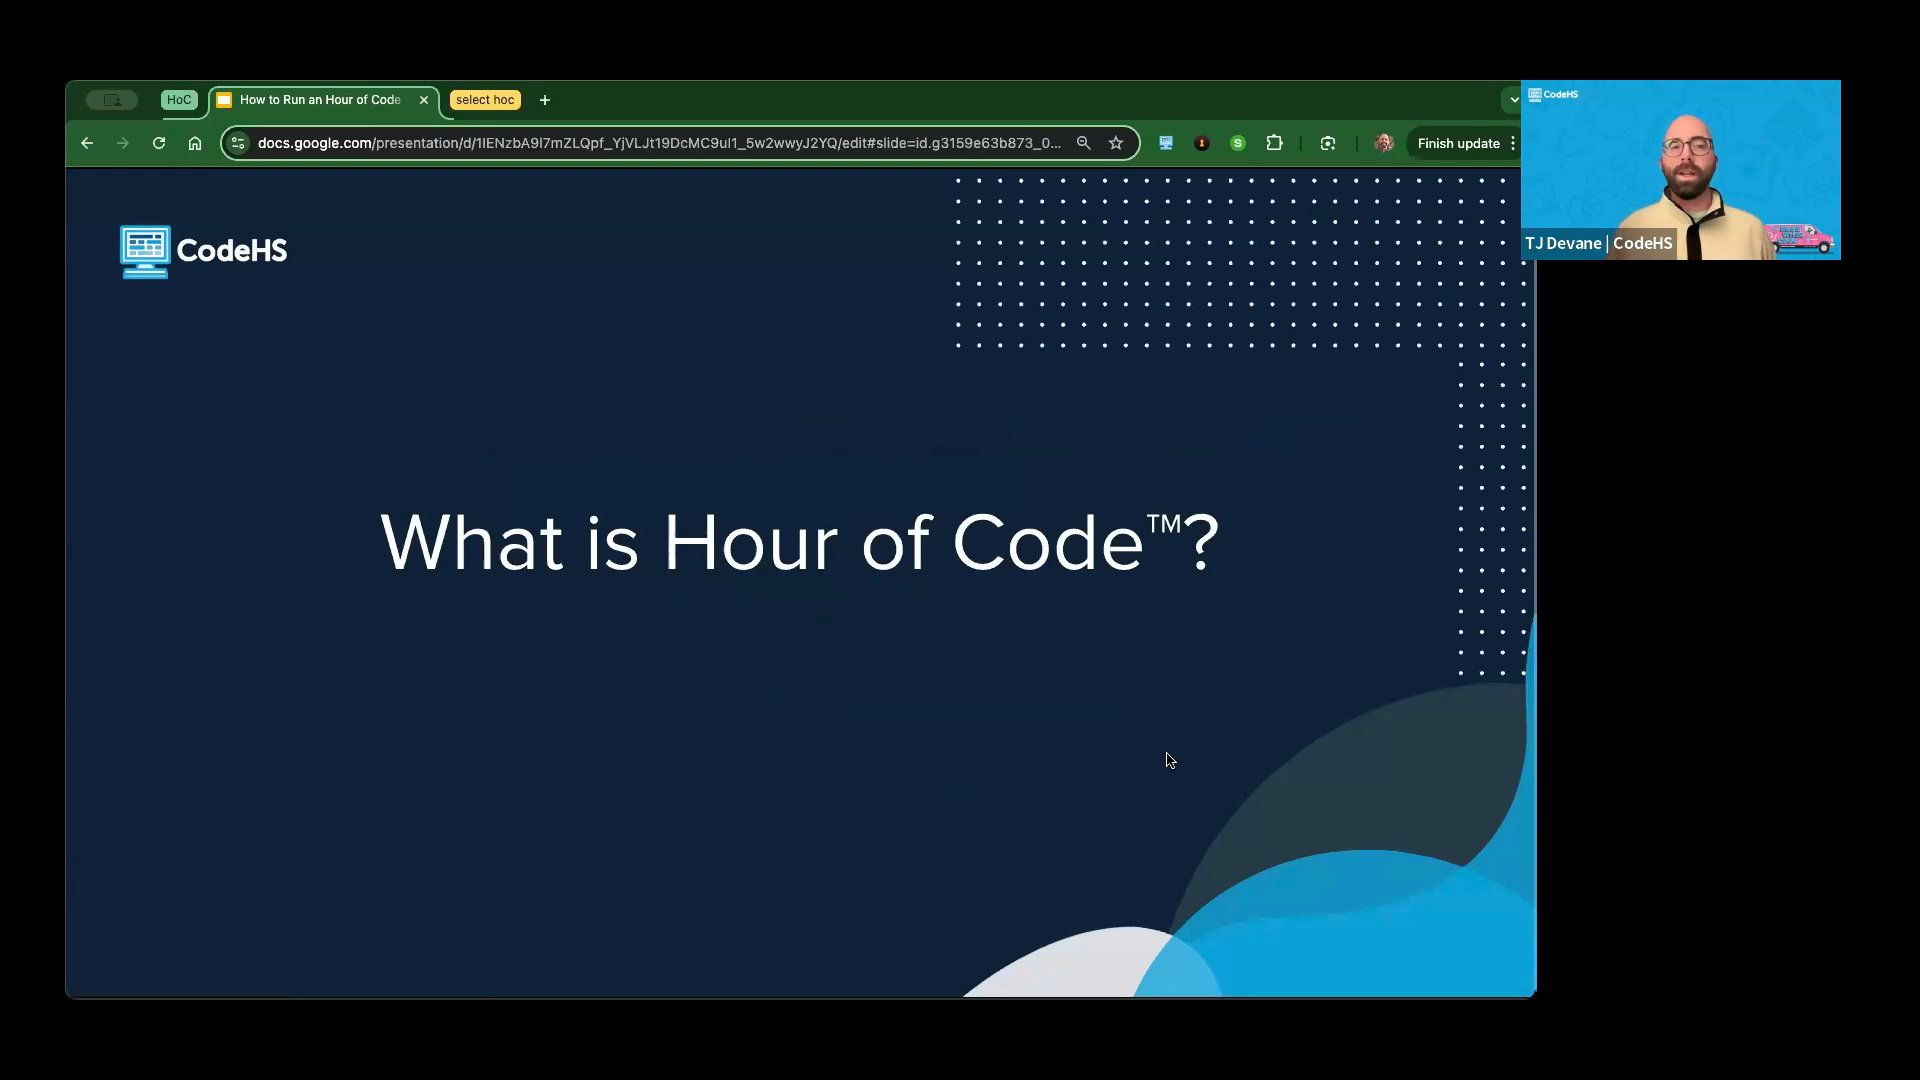 HoC
How to Run an Hour of Code
select hoc
docs.google.com/presentation/d/1IENzbA9l7mZLQpf_YjVLJt19DcMC9uI1_5w2wwyJ2YQ/edit#slide=id.g3159e63b873_0...
Finish update
CodeHS
TJ Devane | CodeHS
CodeHS
What is Hour of Code™?